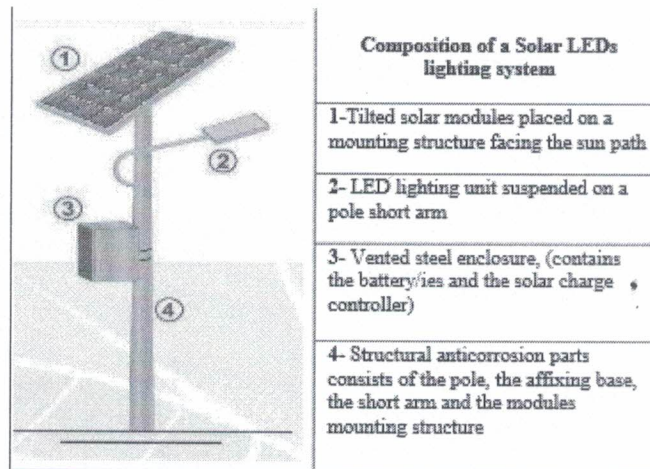 ①
②
③
④
Composition of a Solar LEDs
lighting system
1-Tilted solar modules placed on a
mounting structure facing the sun path
2- LED lighting unit suspended on a
pole short arm
3- Vented steel enclosure, (contains
the battery/ies and the solar charge
controller)
4- Structural anticorrosion parts
consists of the pole, the affixing base,
the short arm and the modules
mounting structure